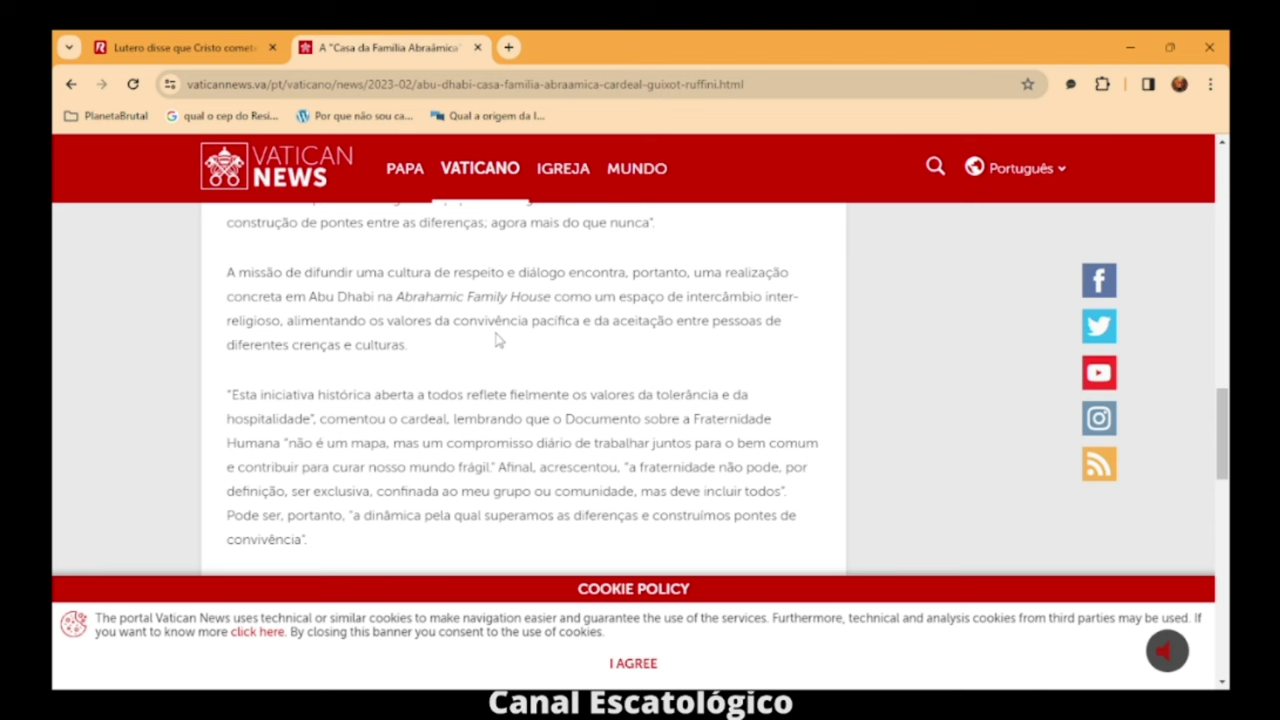 Lutero disse que Cristo comet
A "Casa da Família Abraâmica"
vaticannews.va/pt/vaticano/news/2023-02/abu-dhabi-casa-familia-abraamica-cardeal-guixot-ruffini.html
PlanetaBrutal
qual o cep do Resi...
Por que não sou ca...
Qual a origem da I...
VATICAN
NEWS
PAPA
VATICANO
IGREJA
MUNDO
Português
construção de pontes entre as diferenças; agora mais do que nunca".
A missão de difundir uma cultura de respeito e diálogo encontra, portanto, uma realização
concreta em Abu Dhabi na Abrahamic Family House como um espaço de intercâmbio inter-
religioso, alimentando os valores da convivência pacífica e da aceitação entre pessoas de
diferentes crenças e culturas.
"Esta iniciativa histórica aberta a todos reflete fielmente os valores da tolerância e da
hospitalidade", comentou o cardeal, lembrando que o Documento sobre a Fraternidade
Humana "não é um mapa, mas um compromisso diário de trabalhar juntos para o bem comum
e contribuir para curar nosso mundo frágil." Afinal, acrescentou, "a fraternidade não pode, por
definição, ser exclusiva, confinada ao meu grupo ou comunidade, mas deve incluir todos".
Pode ser, portanto, "a dinâmica pela qual superamos as diferenças e construímos pontes de
convivência".
COOKIE POLICY
The portal Vatican News uses technical or similar cookies to make navigation easier and guarantee the use of the services. Furthermore, technical and analysis cookies from third parties may be used. If
you want to know more click here. By closing this banner you consent to the use of cookies.
I AGREE
Canal Escatológico